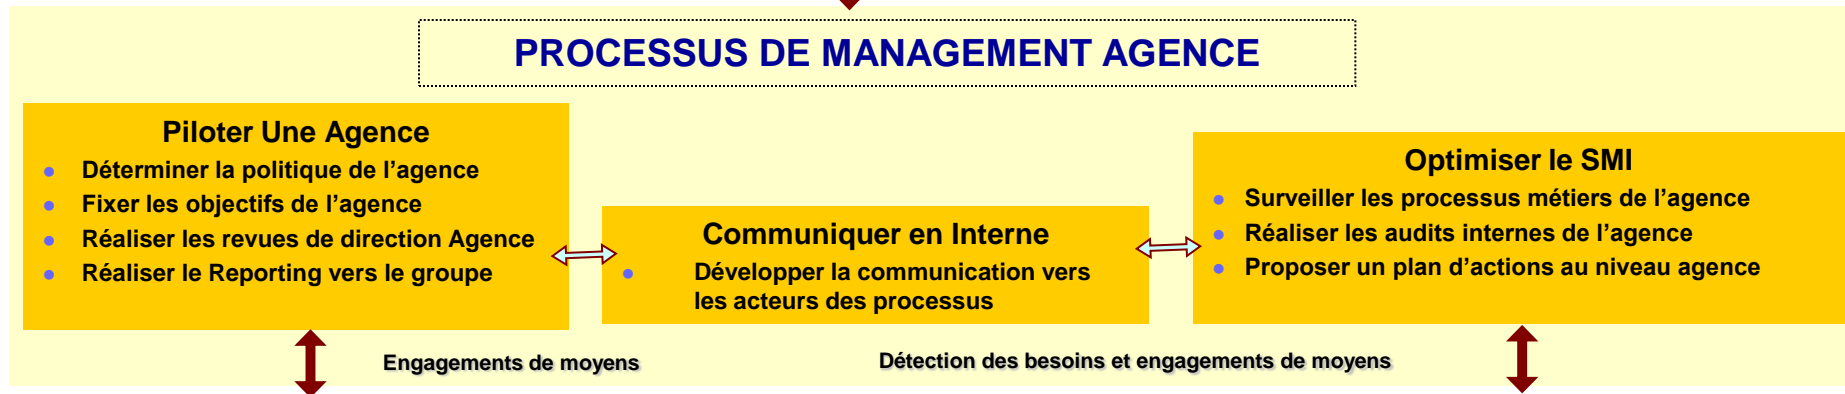 PROCESSUS DE MANAGEMENT AGENCE
Piloter Une Agence
Déterminer la politique de l’agence
Fixer les objectifs de l’agence
Réaliser les revues de direction Agence
Réaliser le Reporting vers le groupe
Communiquer en Interne
Développer la communication vers
les acteurs des processus
Optimiser le SMI
Surveiller les processus métiers de l’agence
Réaliser les audits internes de l’agence
Proposer un plan d’actions au niveau agence
Engagements de moyens
Détection des besoins et engagements de moyens